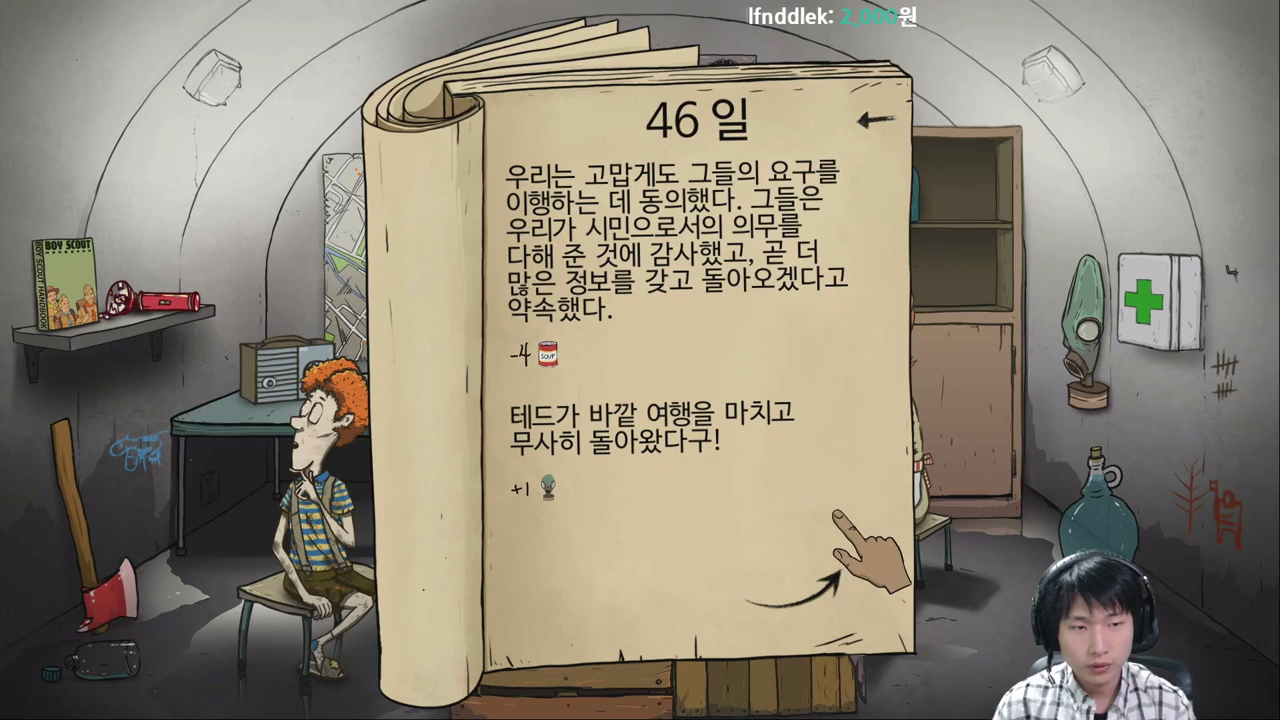 lfnddlek: 2,000원
46 일
우리는 고맙게도 그들의 요구를
이행하는 데 동의했다. 그들은
우리가 시민으로서의 의무를
다해 준 것에 감사했고, 곧 더
많은 정보를 갖고 돌아오겠다고
약속했다.
-4 SOUP
테드가 바깥 여행을 마치고
무사히 돌아왔다구!
+1
BOY SCOUT
BOY SCOUT HANDBOOK